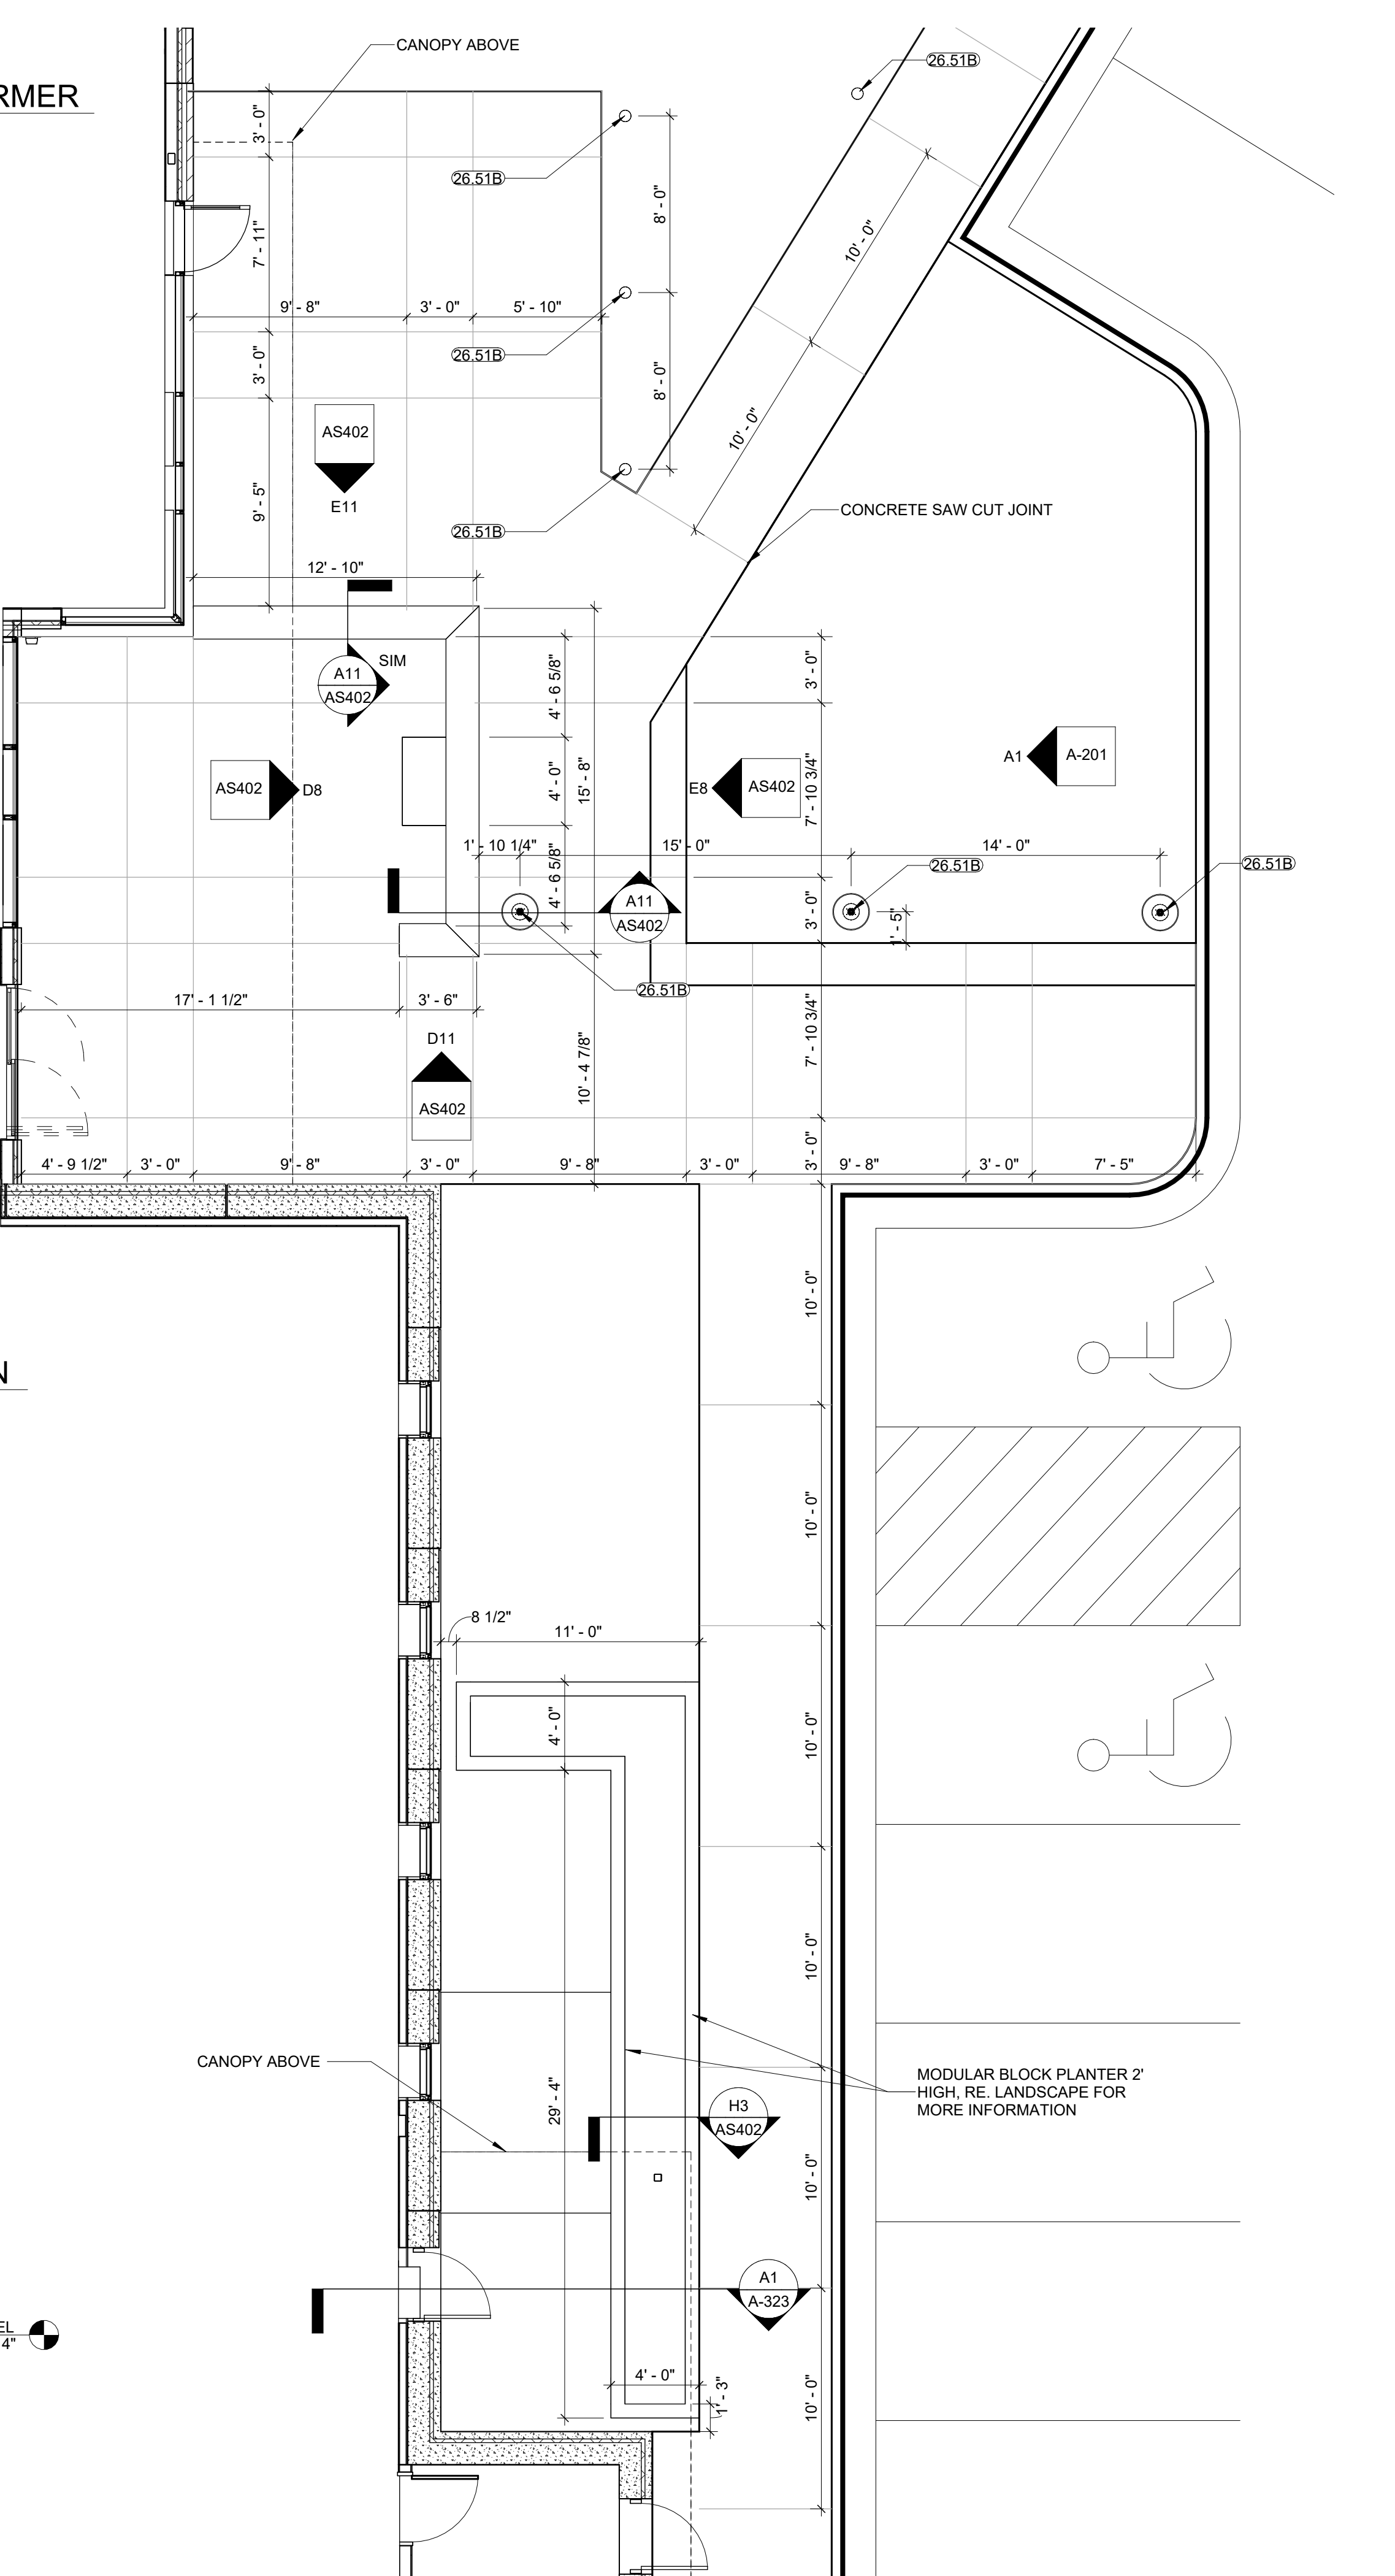 CANOPY ABOVE
26.51B
RMER
3' - 0"
26.51B
8' - 0"
7' - 11"
10' - 0"
9' - 8"
3' - 0"
5' - 10"
26.51B
3' - 0"
8' - 0"
10' - 0"
AS402
E11
9' - 5"
26.51B
CONCRETE SAW CUT JOINT
12' - 10"
SIM
A11
AS402
4' - 6 5/8"
3' - 0"
AS402
D8
4' - 0"
15' - 8"
E8
AS402
7' - 10 3/4"
A1
A-201
1' - 10 1/4"
15' - 0"
14' - 0"
26.51B
26.51B
4' - 6 5/8"
A11
AS402
3' - 0"
1' - 5"
26.51B
17' - 1 1/2"
3' - 6"
D11
AS402
10' - 4 7/8"
7' - 10 3/4"
3' - 0"
4' - 9 1/2"
3' - 0"
9' - 8"
3' - 0"
9' - 8"
3' - 0"
9' - 8"
3' - 0"
7' - 5"
10' - 0"
N
10' - 0"
8 1/2"
11' - 0"
4' - 0"
10' - 0"
10' - 0"
CANOPY ABOVE
29' - 4"
MODULAR BLOCK PLANTER 2'
HIGH, RE. LANDSCAPE FOR
MORE INFORMATION
H3
AS402
10' - 0"
A1
A-323
EL
4"
4' - 0"
1' - 3"
10' - 0"